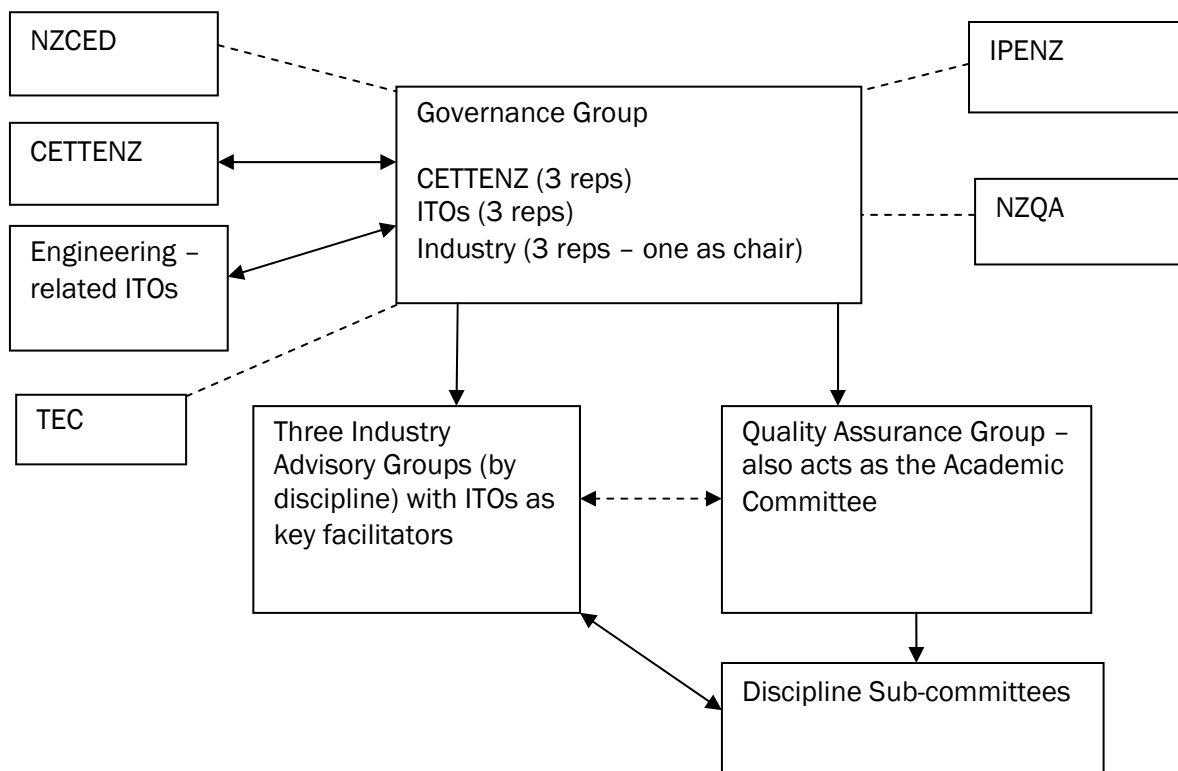 NZCED
IPENZ
Governance Group
CETTENZ
CETTENZ (3 reps)
ITOs (3 reps)
Industry (3 reps – one as chair)
NZQA
Engineering –
related ITOs
TEC
Three Industry
Advisory Groups (by
discipline) with ITOs as
key facilitators
Quality Assurance Group –
also acts as the Academic
Committee
Discipline Sub-committees